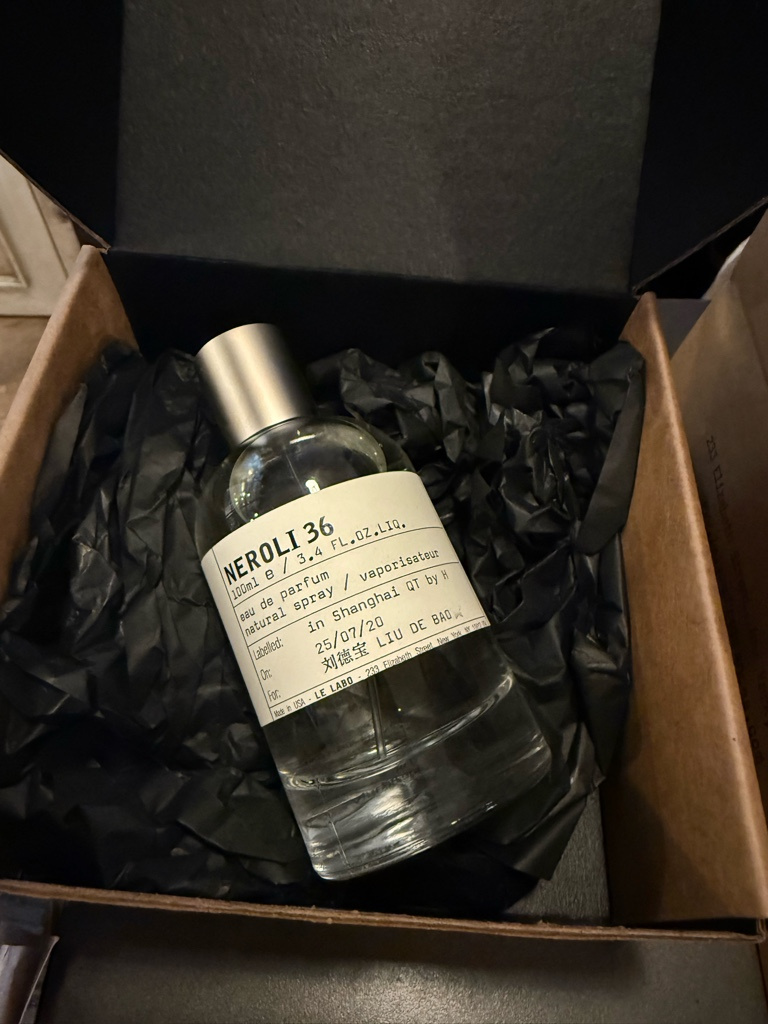 NEROLI 36
100ml e / 3.4 FL.OZ.LIQ.
eau de parfum
natural spray / vaporisateur
Labelled: in Shanghai QT by H
On: 25/07/20
For: 刘德宝 LIU DE BAO
Made in USA - LE LABO - 233 Elizabeth Street, New York, NY
233